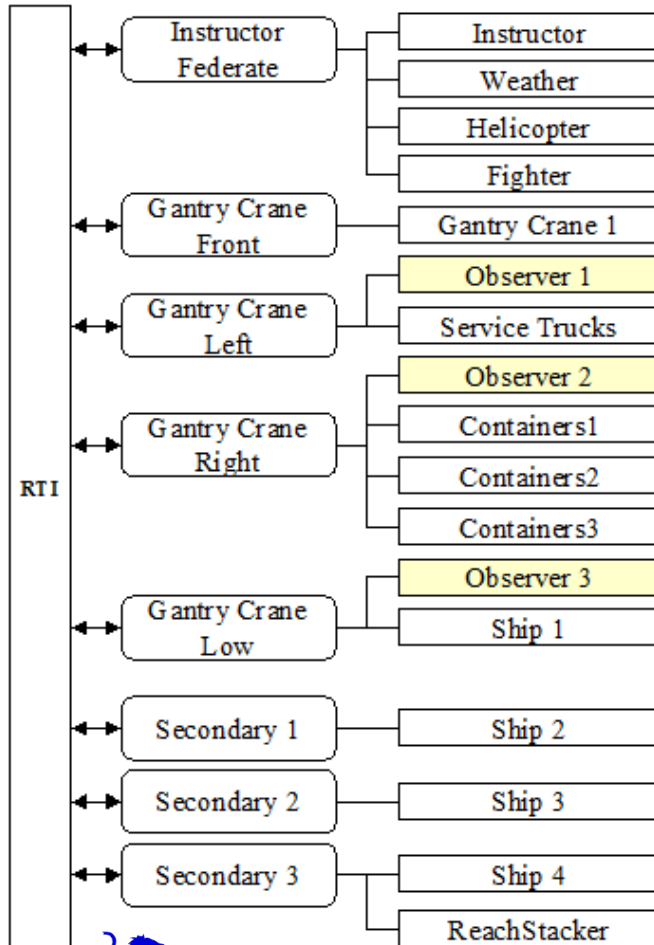 RTI
Instructor
Federate
Instructor
Weather
Helicopter
Fighter
Gantry Crane
Front
Gantry Crane 1
Gantry Crane
Left
Observer 1
Service Trucks
Gantry Crane
Right
Observer 2
Containers1
Containers2
Containers3
Gantry Crane
Low
Observer 3
Ship 1
Secondary 1
Ship 2
Secondary 2
Ship 3
Secondary 3
Ship 4
ReachStacker